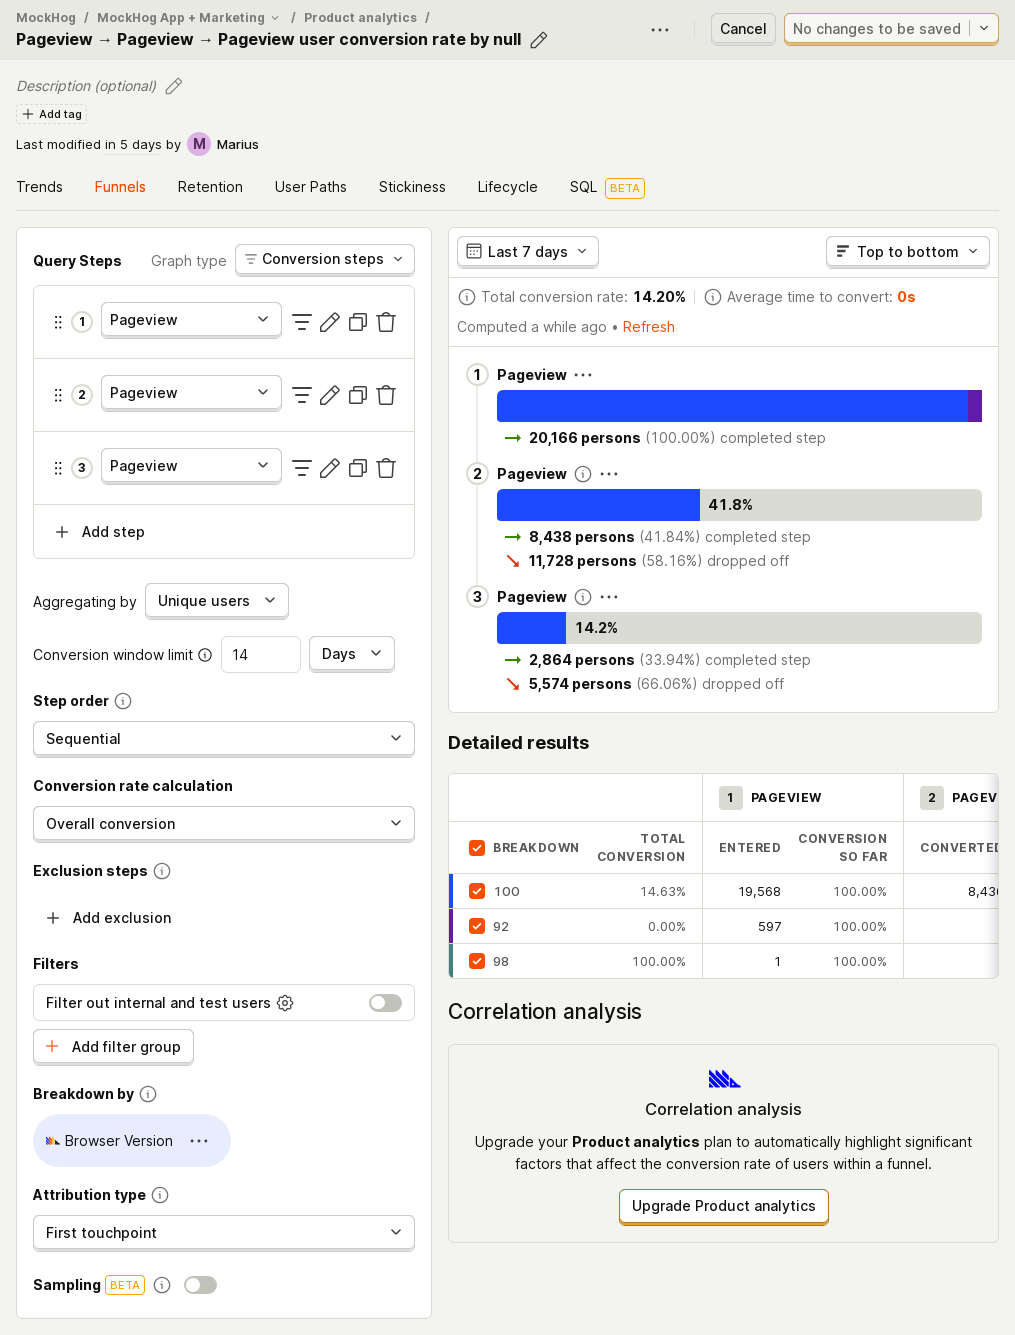 MockHog / MockHog App + Marketing / Product analytics /
Pageview → Pageview → Pageview user conversion rate by null
Cancel
No changes to be saved
Description (optional)
Add tag
Last modified in 5 days by M Marius
Trends Funnels Retention User Paths Stickiness Lifecycle SQL BETA
Query Steps Graph type Conversion steps
1 Pageview
2 Pageview
3 Pageview
Add step
Aggregating by Unique users
Conversion window limit 14 Days
Step order
Sequential
Conversion rate calculation
Overall conversion
Exclusion steps
Add exclusion
Filters
Filter out internal and test users
Add filter group
Breakdown by
Browser Version
Attribution type
First touchpoint
Sampling BETA
Last 7 days Top to bottom
Total conversion rate: 14.20% Average time to convert: 0s
Computed a while ago • Refresh
1 Pageview
20,166 persons (100.00%) completed step
2 Pageview
41.8%
8,438 persons (41.84%) completed step
11,728 persons (58.16%) dropped off
3 Pageview
14.2%
2,864 persons (33.94%) completed step
5,574 persons (66.06%) dropped off
Detailed results
1 PAGEVIEW 2 PAGEV
BREAKDOWN TOTAL CONVERSION ENTERED CONVERSION SO FAR CONVERTED
100 14.63% 19,568 100.00% 8,43
92 0.00% 597 100.00%
98 100.00% 1 100.00%
Correlation analysis
Correlation analysis
Upgrade your Product analytics plan to automatically highlight significant
factors that affect the conversion rate of users within a funnel.
Upgrade Product analytics